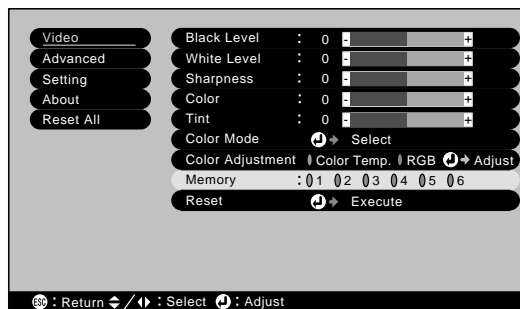 Video
Advanced
Setting
About
Reset All
Black Level : 0 - +
White Level : 0 - +
Sharpness : 0 - +
Color : 0 - +
Tint : 0 - +
Color Mode Select
Color Adjustment Color Temp. RGB Adjust
Memory : 1 2 3 4 5 6
Reset Execute
ESC : Return / : Select : Adjust